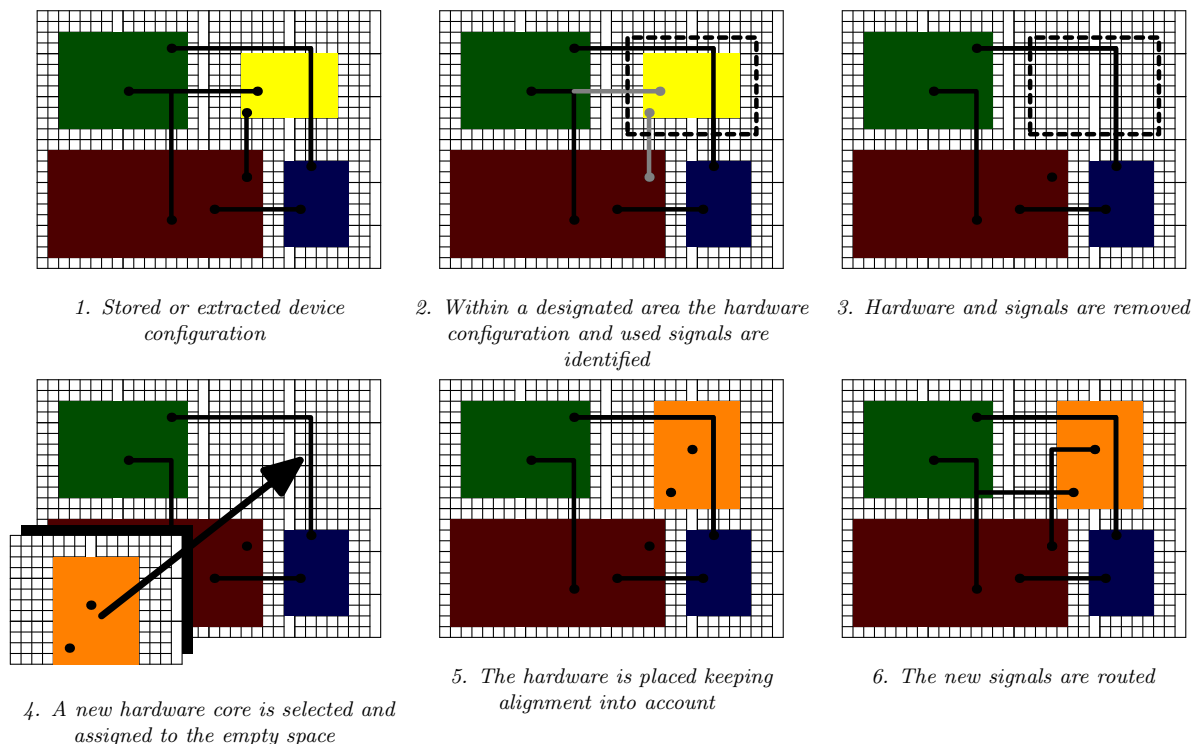 1. Stored or extracted device
configuration
2. Within a designated area the hardware
configuration and used signals are
identified
3. Hardware and signals are removed
4. A new hardware core is selected and
assigned to the empty space
5. The hardware is placed keeping
alignment into account
6. The new signals are routed